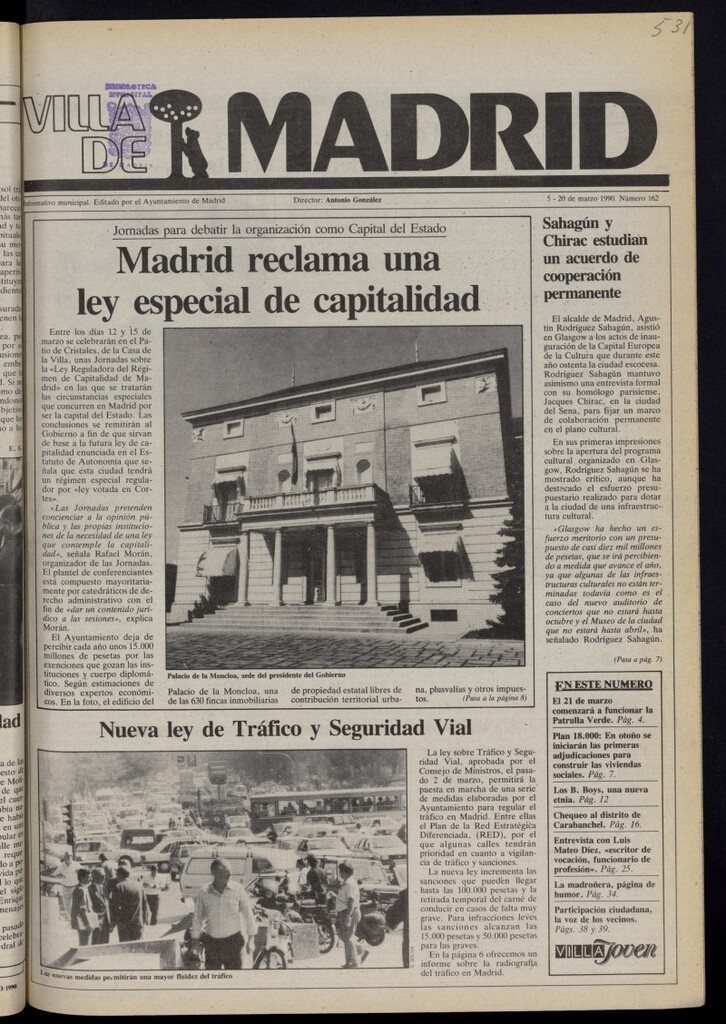 531
VILLA DE MADRID
BIBLIOTECA
MUNICIPAL
informativo municipal. Editado por el Ayuntamiento de Madrid
Director: Antonio González
5 - 20 de marzo 1990. Número 162
Jornadas para debatir la organización como Capital del Estado
Madrid reclama una
ley especial de capitalidad
Entre los días 12 y 15 de
marzo se celebrarán en el Pa-
tio de Cristales, de la Casa de
la Villa, unas Jornadas sobre
la «Ley Reguladora del Régi-
men de Capitalidad de Ma-
drid» en las que se tratarán
las circunstancias especiales
que concurren en Madrid por
ser la capital del Estado. Las
conclusiones se remitirán al
Gobierno a fin de que sirvan
de base a la futura ley de ca-
pitalidad enunciada en el Es-
tatuto de Autonomía que se-
ñala que esta ciudad tendrá
un régimen especial regula-
dor por «ley votada en Cor-
tes».
«Las Jornadas pretenden
concienciar a la opinión públi-
ca y las propias institucio-
nes de la necesidad de una ley
que contemple la capitali-
dad», señala Rafael Morán,
organizador de las Jornadas.
El plantel de conferenciantes
está compuesto mayoritaria-
mente por catedráticos de de-
recho administrativo con el
fin de «dar un contenido jurí-
dico a las sesiones», explica
Morán.
El Ayuntamiento deja de
percibir cada año unos 15.000
millones de pesetas por las
exenciones que gozan las ins-
tituciones y cuerpo diplomá-
tico. Según estimaciones de
diversos expertos económi-
cos. En la foto, el edificio del
Palacio de la Moncloa, sede del presidente del Gobierno
Palacio de la Moncloa, una
de las 630 fincas inmobiliarias
de propiedad estatal libres de
contribución territorial urba-
na, plusvalías y otros impues-
tos.
(Pasa a la página 8)
Sahagún y
Chirac estudian
un acuerdo de
cooperación
permanente
El alcalde de Madrid, Agus-
tín Rodríguez Sahagún, asistió
en Glasgow a los actos de inau-
guración de la Capital Europea
de la Cultura que durante este
año ostenta la ciudad escocesa.
Rodríguez Sahagún mantuvo
asimismo una entrevista formal
con su homólogo parisiense,
Jacques Chirac, en la ciudad
del Sena, para fijar un marco
de colaboración permanente
en el plano cultural.
En sus primeras impresiones
sobre la apertura del programa
cultural organizado en Glas-
gow, Rodríguez Sahagún se ha
mostrado crítico, aunque ha
destacado el esfuerzo presu-
puestario realizado para dotar
a la ciudad de una infraestruc-
tura cultural.
«Glasgow ha hecho un es-
fuerzo meritorio con un presu-
puesto de casi diez mil millones
de pesetas, que se irá percibien-
do a medida que avance el año,
ya que algunas de las infraes-
tructuras culturales no están ter-
minadas todavía como es el
caso del nuevo auditorio de
conciertos que no estará hasta
octubre y el Museo de la ciudad
que no estará hasta abril», ha
señalado Rodríguez Sahagún.
(Pasa a pág. 7)
EN ESTE NUMERO
El 21 de marzo
comenzará a funcionar la
Patrulla Verde. Pág. 4.
Plan 18.000: En otoño se
iniciarán las primeras
adjudicaciones para
construir las viviendas
sociales. Pág. 7.
Los B. Boys, una nueva
etnia. Pág. 12
Chequeo al distrito de
Carabanchel. Pág. 16.
Entrevista con Luis
Mateo Díez, «escritor de
vocación, funcionario de
profesión». Pág. 25.
La madroñera, página de
humor. Pág. 34.
Participación ciudadana,
la voz de los vecinos.
Págs. 38 y 39.
VILLA joven
Nueva ley de Tráfico y Seguridad Vial
Las nuevas medidas permitirán una mayor fluidez del tráfico
La ley sobre Tráfico y Segu-
ridad Vial, aprobada por el
Consejo de Ministros, el pasa-
do 2 de marzo, permitirá la
puesta en marcha de una se-
rie de medidas elaboradas por el
Ayuntamiento para regular el
tráfico en Madrid. Entre ellas
el Plan de la Red Estratégica
Diferenciada, (RED), por el
que algunas calles tendrán
prioridad en cuanto a vigilan-
cia de tráfico y sanciones.
La nueva ley incrementa las
sanciones que pueden llegar
hasta las 100.000 pesetas y la
retirada temporal del carné de
conducir en casos de falta muy
grave. Para infracciones leves
las sanciones alcanzan las
15.000 pesetas y 50.000 pesetas
para las graves.
En la página 6 ofrecemos un
informe sobre la radiografía
del tráfico en Madrid.